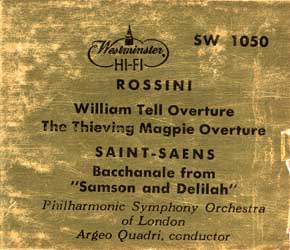 Westminster
HI-FI
SW 1050
ROSSINI
William Tell Overture
The Thieving Magpie Overture
SAINT-SAENS
Bacchanale from
"Samson and Delilah"
Philharmonic Symphony Orchestra
of London
Argeo Quadri, conductor